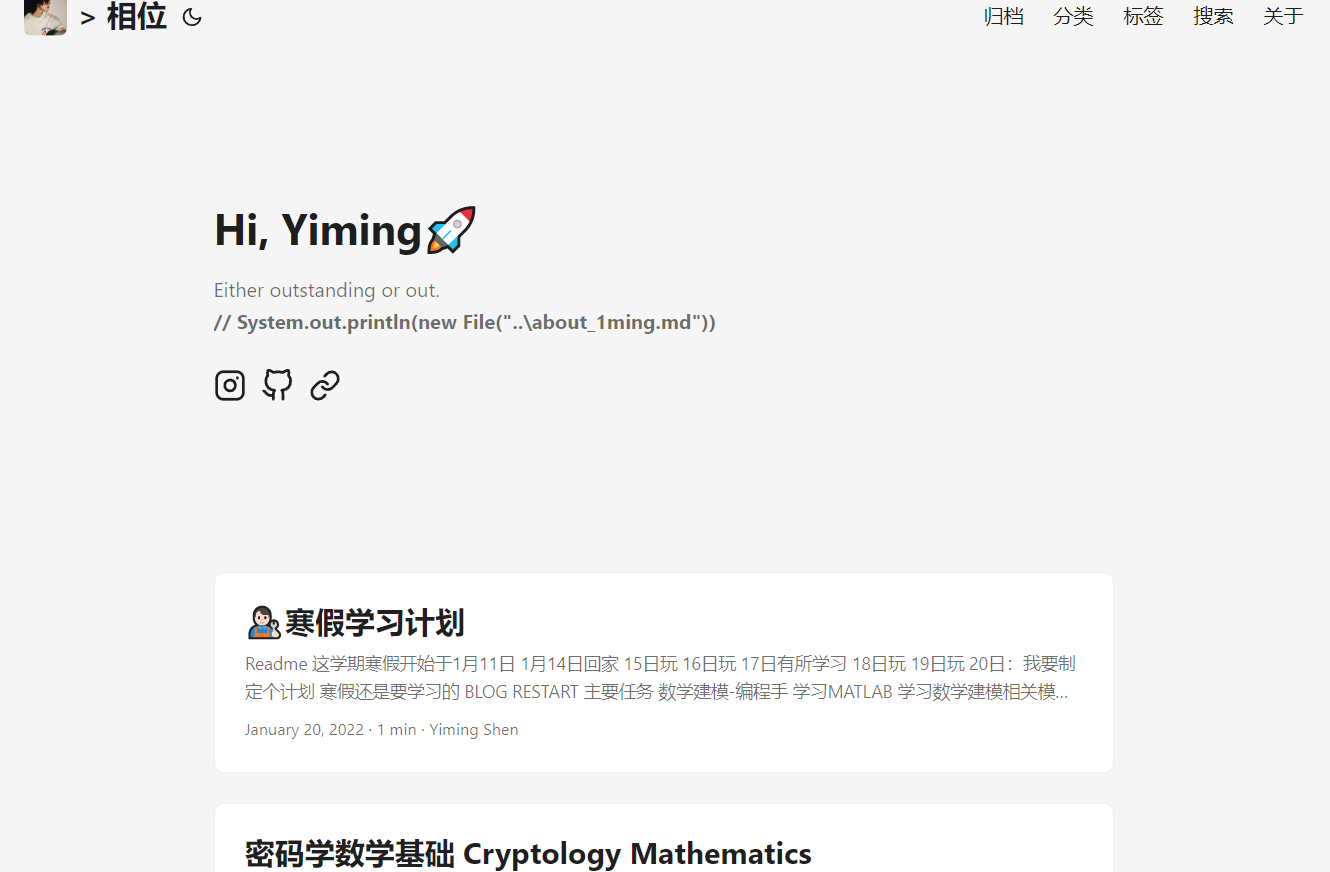 > 相位
归档 分类 标签 搜索 关于
Hi, Yiming🚀
Either outstanding or out.
// System.out.println(new File("..\about_1ming.md"))
👩🏻‍🔧寒假学习计划
Readme 这学期寒假开始于1月11日 1月14日回家 15日玩 16日玩 17日有所学习 18日玩 19日玩 20日：我要制
定个计划 寒假还是要学习的 BLOG RESTART 主要任务 数学建模-编程手 学习MATLAB 学习数学建模相关模...
January 20, 2022 · 1 min · Yiming Shen
密码学数学基础 Cryptology Mathematics